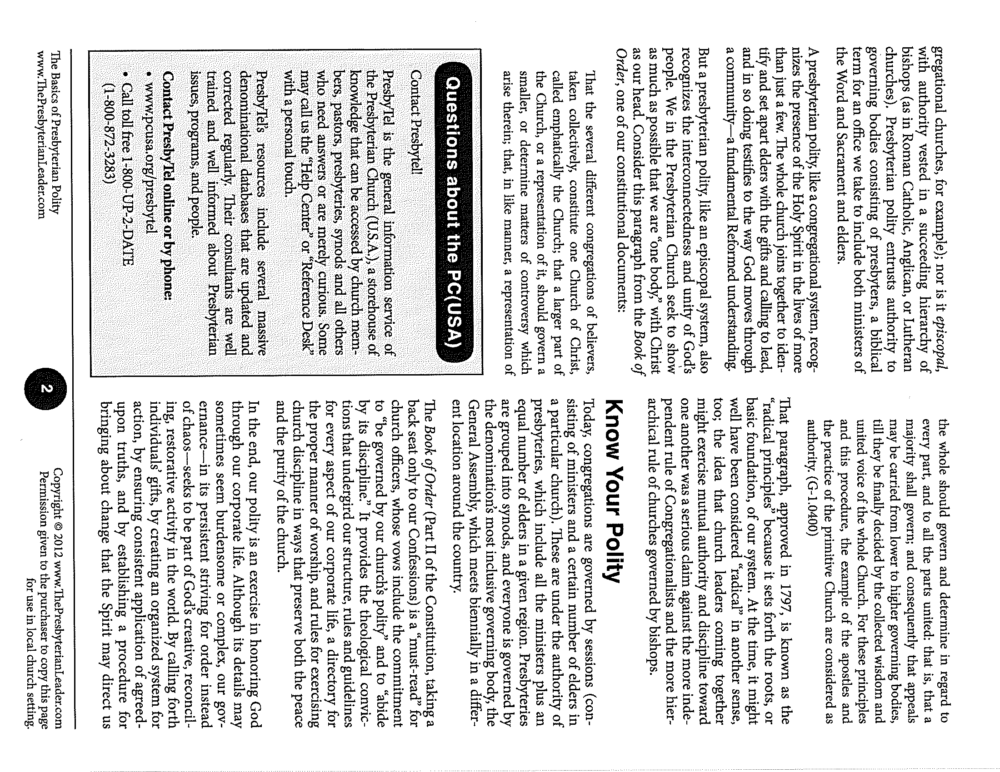 gregational churches, for example); nor is it episcopal,
with authority vested in a succeeding hierarchy of
bishops (as in Roman Catholic, Anglican, or Lutheran
churches). Presbyterian polity entrusts authority to
governing bodies consisting of presbyters, a biblical
term for an office we take to include both ministers of
the Word and Sacrament and elders.
A presbyterian polity, like a congregational system, recog-
nizes the presence of the Holy Spirit in the lives of more
than just a few. The whole church joins together to iden-
tify and set apart elders with the gifts and calling to lead,
and in so doing testifies to the way God moves through
a community—a fundamental Reformed understanding.
But a presbyterian polity, like an episcopal system, also
recognizes the interconnectedness and unity of God's
people. We in the Presbyterian Church seek to show
as much as possible that we are “one body,” with Christ
as our head. Consider this paragraph from the Book of
Order, one of our constitutional documents:
That the several different congregations of believers,
taken collectively, constitute one Church of Christ,
called emphatically the Church; that a larger part of
the Church, or a representation of it, should govern a
smaller, or determine matters of controversy which
arise therein; that, in like manner, a representation of
Questions about the PC(USA)
Contact Presbytel!
PresbyTel is the general information service of
the Presbyterian Church (U.S.A.), a storehouse of
knowledge that can be accessed by church mem-
bers, pastors, presbyteries, synods and all others
who need answers or are merely curious. Some
may call us the “Help Center” or “Reference Desk”
with a personal touch.
PresbyTel's resources include several massive
denominational databases that are updated and
corrected regularly. Their consultants are well
trained and well informed about Presbyterian
issues, programs, and people.
Contact PresbyTel online or by phone:
• www.pcusa.org/presbytel
• Call toll free 1-800-UP-2-DATE
(1-800-872-3283)
the whole should govern and determine in regard to
every part, and to all the parts united: that is, that a
majority shall govern; and consequently that appeals
may be carried from lower to higher governing bodies,
till they be finally decided by the collected wisdom and
united voice of the whole Church. For these principles
and this procedure, the example of the apostles and
the practice of the primitive Church are considered as
authority. (G-1.0400)
That paragraph, approved in 1797, is known as the
“radical principles” because it sets forth the roots, or
basic foundation, of our system. At the time, it might
well have been considered “radical” in another sense,
too; the idea that church leaders coming together
might exercise mutual authority and discipline toward
one another was a serious claim against the more inde-
pendent rule of Congregationalists and the more hier-
archical rule of churches governed by bishops.
Know Your Polity
Today, congregations are governed by sessions (con-
sisting of ministers and a certain number of elders in
a particular church). These are under the authority of
presbyteries, which include all the ministers plus an
equal number of elders in a given region. Presbyteries
are grouped into synods, and everyone is governed by
the denomination's most inclusive governing body, the
General Assembly, which meets biennially in a differ-
ent location around the country.
The Book of Order (Part II of the Constitution, taking a
back seat only to our Confessions) is a “must-read” for
church officers, whose vows include the commitment
to “be governed by our church's polity” and to “abide
by its discipline.” It provides the theological convic-
tions that undergird our structure, rules and guidelines
for every aspect of our corporate life, a directory for
the proper manner of worship, and rules for exercising
church discipline in ways that preserve both the peace
and the purity of the church.
In the end, our polity is an exercise in honoring God
through our corporate life. Although its details may
sometimes seem burdensome or complex, our gov-
ernance—in its persistent striving for order instead
of chaos—seeks to be part of God's creative, reconcil-
ing, restorative activity in the world. By calling forth
individuals' gifts, by creating an organized system for
action, by ensuring consistent application of agreed-
upon truths, and by establishing a procedure for
bringing about change that the Spirit may direct us
The Basics of Presbyterian Polity
www.ThePresbyterianLeader.com
2
Copyright © 2012 www.ThePresbyterianLeader.com
Permission given to the purchaser to copy this page
for use in local church setting.